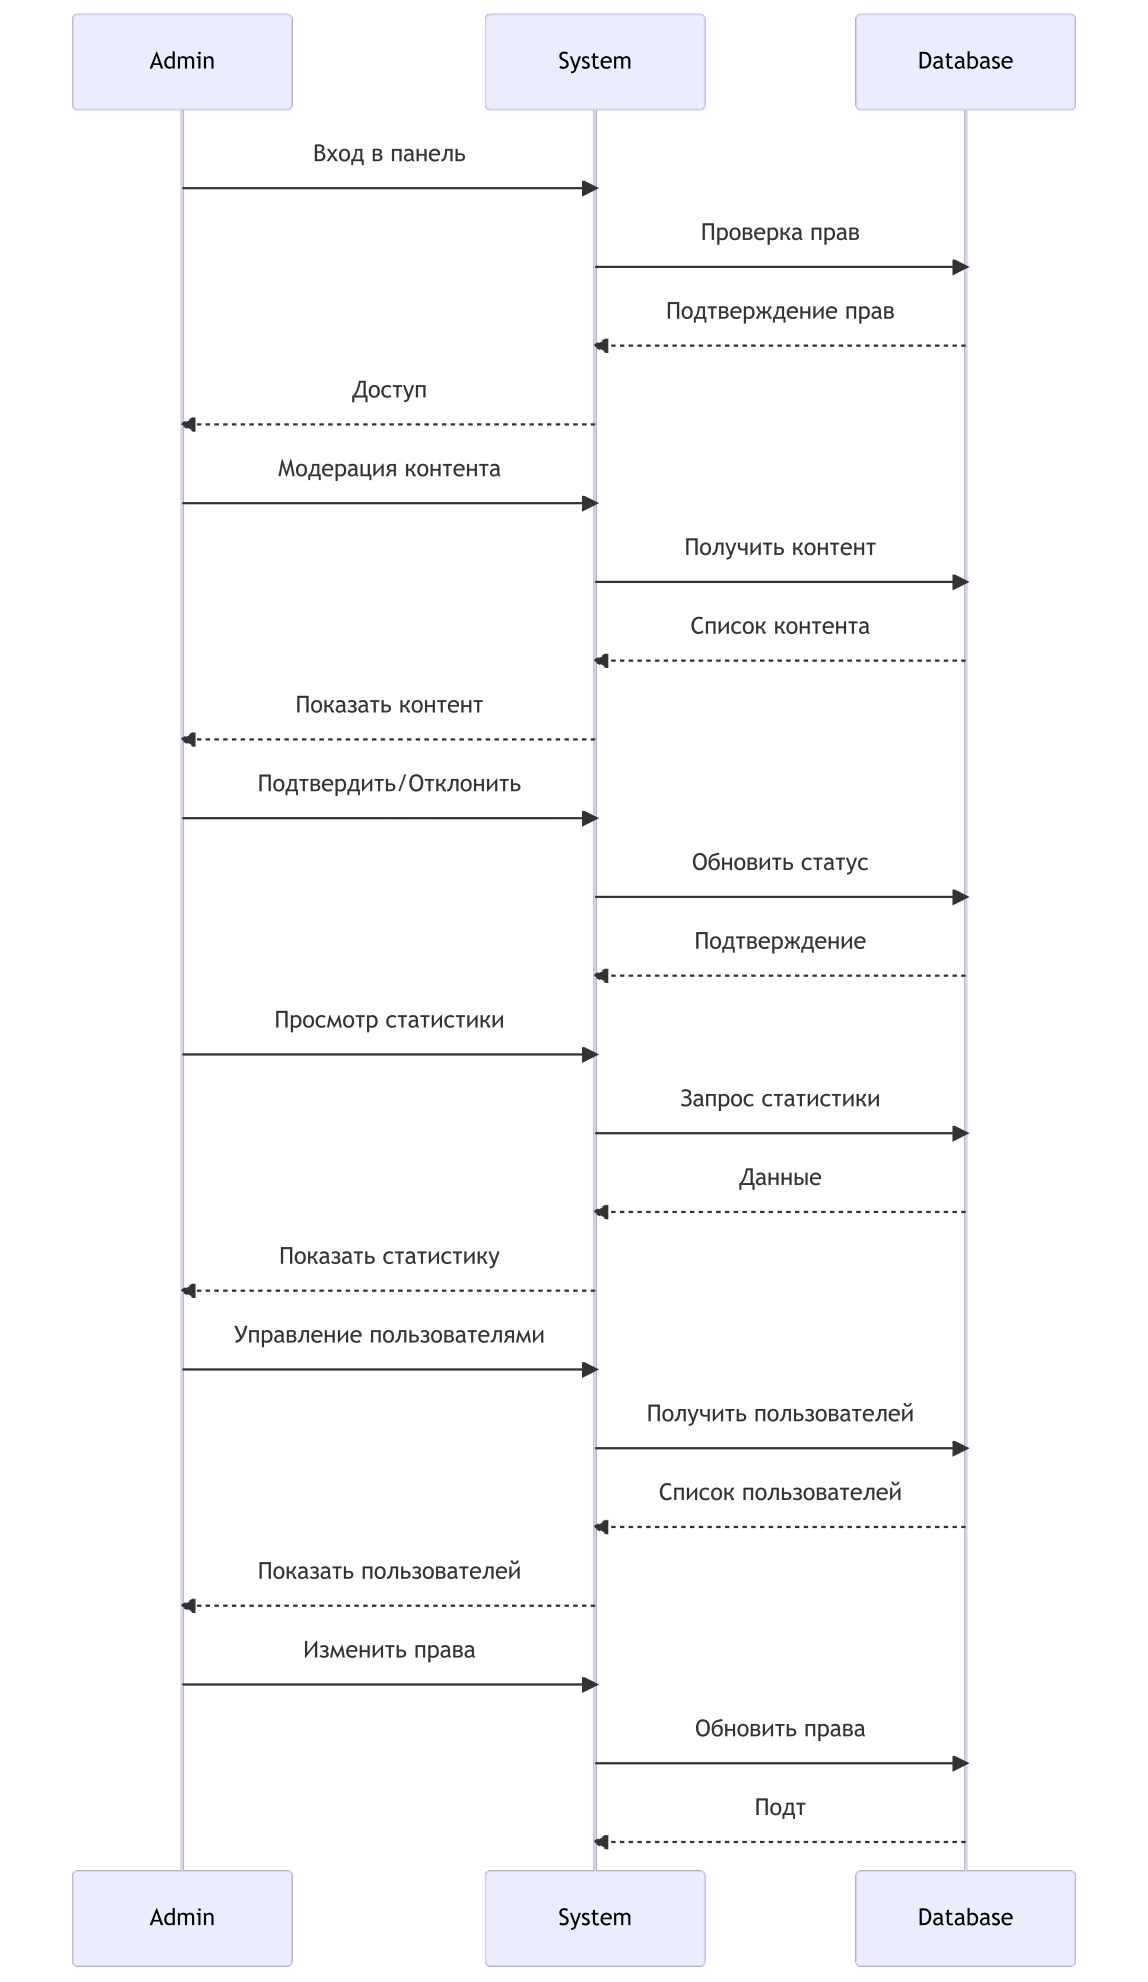 Admin
System
Database
Вход в панель
Проверка прав
Подтверждение прав
Доступ
Модерация контента
Получить контент
Список контента
Показать контент
Подтвердить/Отклонить
Обновить статус
Подтверждение
Просмотр статистики
Запрос статистики
Данные
Показать статистику
Управление пользователями
Получить пользователей
Список пользователей
Показать пользователей
Изменить права
Обновить права
Подт
Admin
System
Database